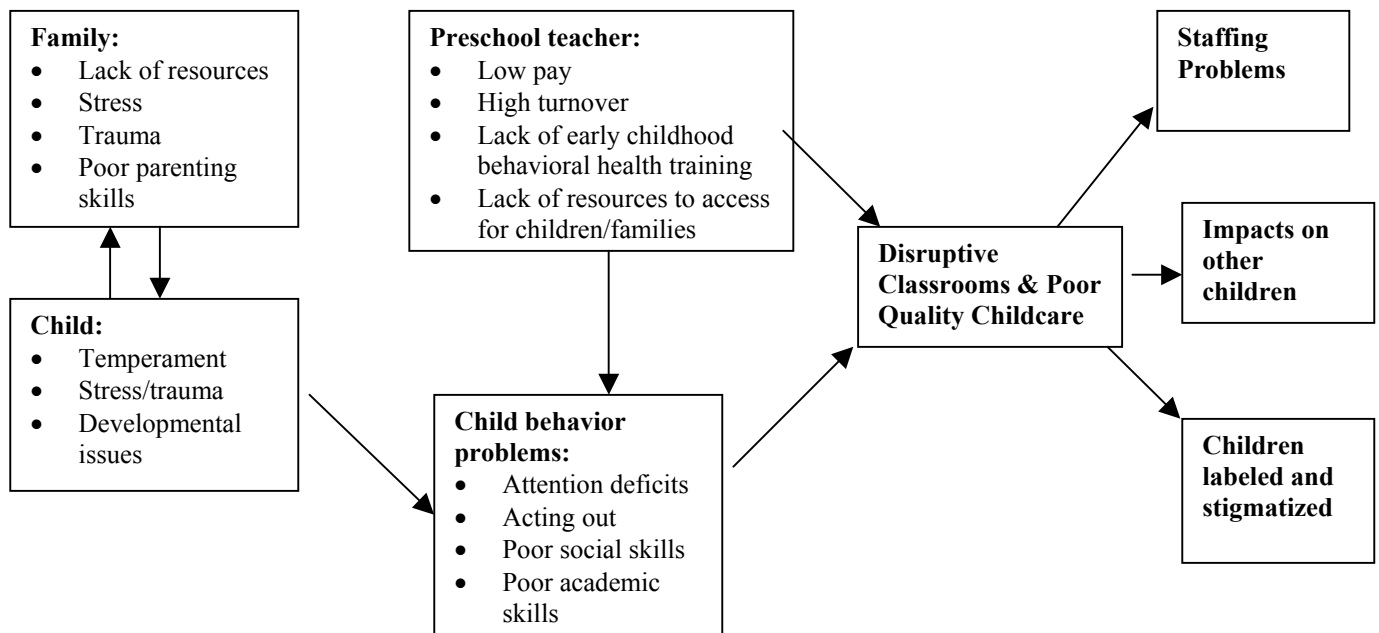 Family:
• Lack of resources
• Stress
• Trauma
• Poor parenting
skills
Preschool teacher:
• Low pay
• High turnover
• Lack of early childhood
behavioral health training
• Lack of resources to access
for children/families
Staffing
Problems
Disruptive
Classrooms & Poor
Quality Childcare
Impacts on
other
children
Child:
• Temperament
• Stress/trauma
• Developmental
issues
Child behavior
problems:
• Attention deficits
• Acting out
• Poor social skills
• Poor academic
skills
Children
labeled and
stigmatized